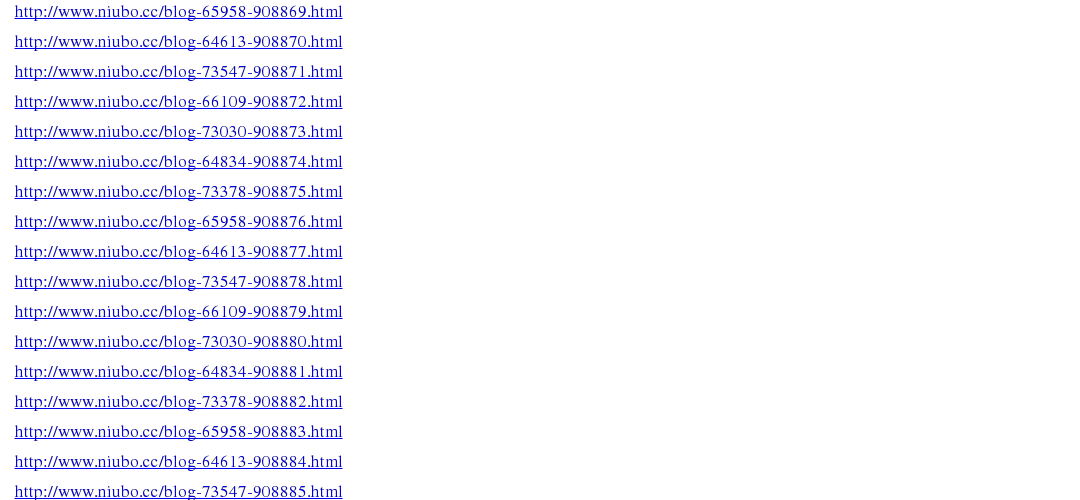 http://www.niubo.cc/blog-65958-908869.html
http://www.niubo.cc/blog-64613-908870.html
http://www.niubo.cc/blog-73547-908871.html
http://www.niubo.cc/blog-66109-908872.html
http://www.niubo.cc/blog-73030-908873.html
http://www.niubo.cc/blog-64834-908874.html
http://www.niubo.cc/blog-73378-908875.html
http://www.niubo.cc/blog-65958-908876.html
http://www.niubo.cc/blog-64613-908877.html
http://www.niubo.cc/blog-73547-908878.html
http://www.niubo.cc/blog-66109-908879.html
http://www.niubo.cc/blog-73030-908880.html
http://www.niubo.cc/blog-64834-908881.html
http://www.niubo.cc/blog-73378-908882.html
http://www.niubo.cc/blog-65958-908883.html
http://www.niubo.cc/blog-64613-908884.html
http://www.niubo.cc/blog-73547-908885.html